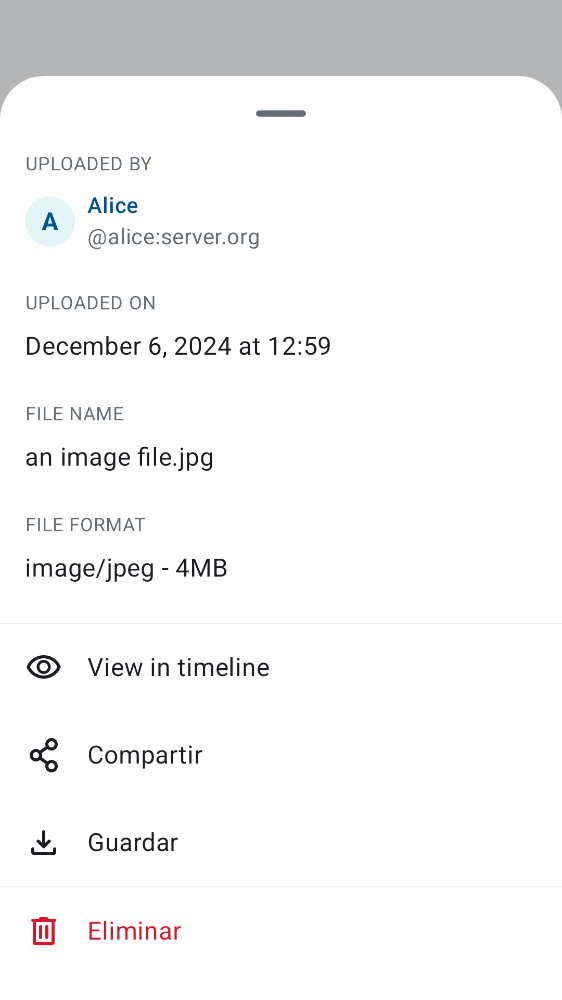 UPLOADED BY
A
Alice
@alice:server.org
UPLOADED ON
December 6, 2024 at 12:59
FILE NAME
an image file.jpg
FILE FORMAT
image/jpeg - 4MB
View in timeline
Compartir
Guardar
Eliminar